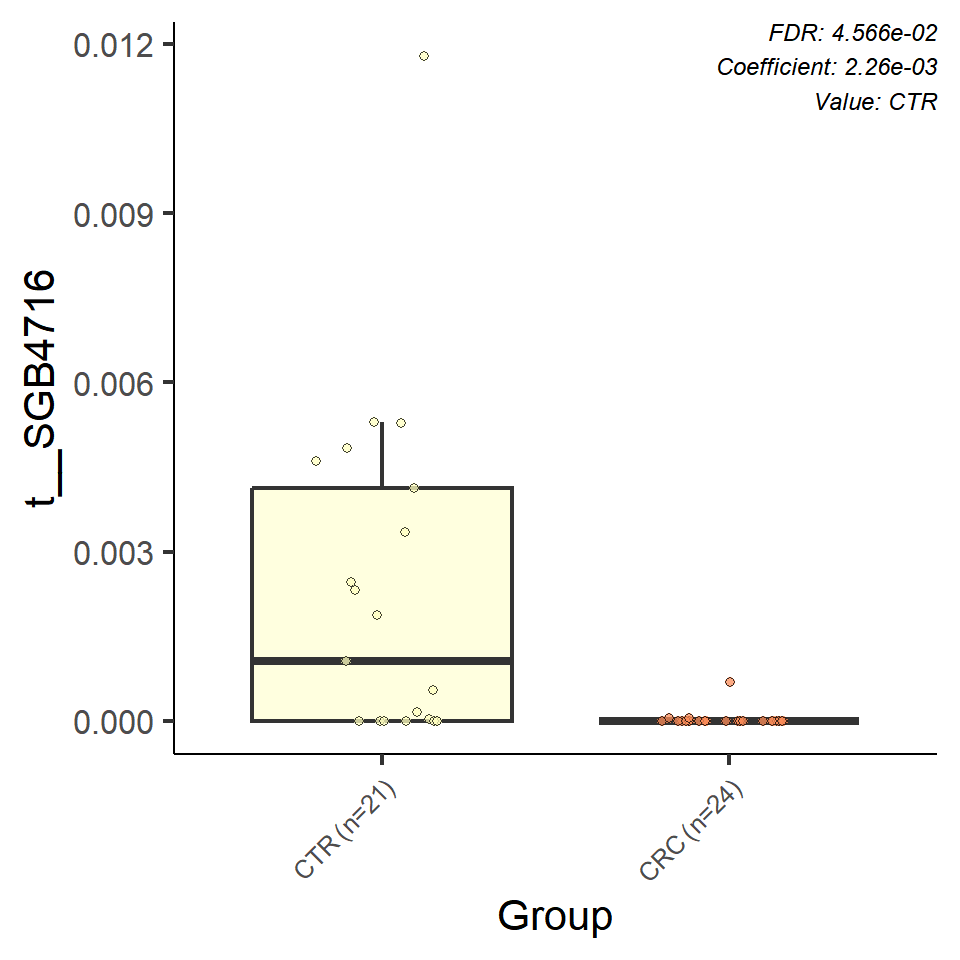 FDR: 4.566e-02
Coefficient: 2.26e-03
Value: CTR
0.012
0.009
0.006
0.003
0.000
t__SGB4716
CTR (n=21)
CRC (n=24)
Group